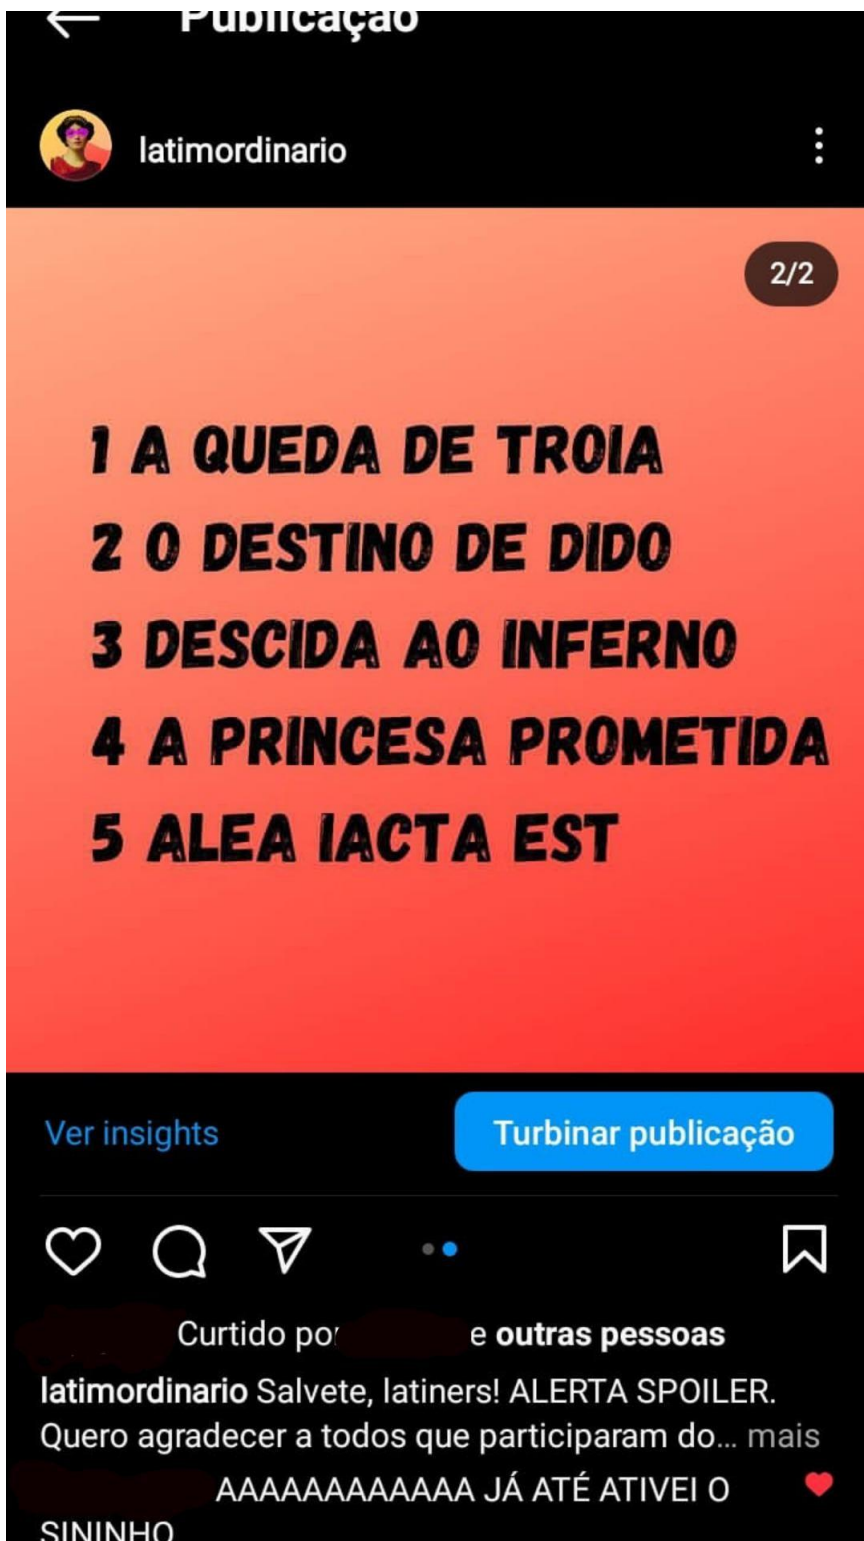 Publicação
latimordinario
2/2
1 A QUEDA DE TROIA
2 O DESTINO DE DIDO
3 DESCIDA AO INFERNO
4 A PRINCESA PROMETIDA
5 ALEA IACTA EST
Ver insights
Turbinar publicação
Curtido por e outras pessoas
latimordinario Salvete, latiners! ALERTA SPOILER.
Quero agradecer a todos que participaram do... mais
AAAAAAAAAAAA JÁ ATÉ ATIVEI O
SININHO